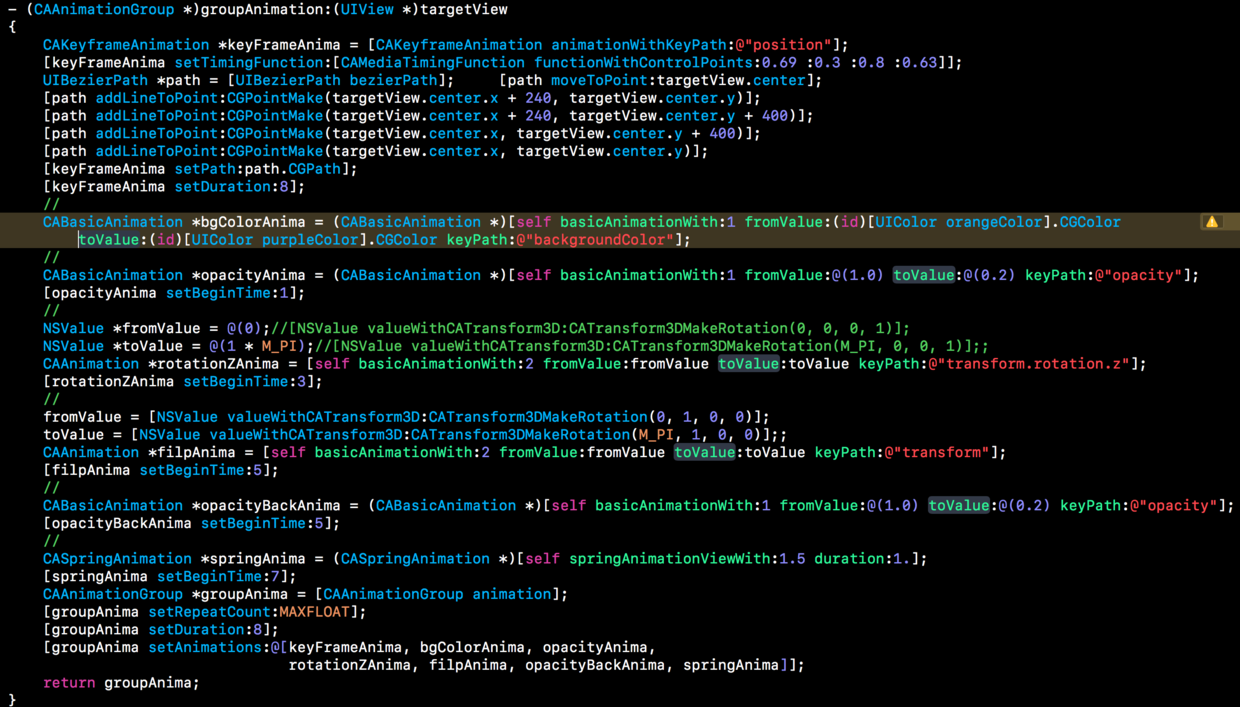 - (CAAnimationGroup *)groupAnimation:(UIView *)targetView
{
    CAKeyframeAnimation *keyFrameAnima = [CAKeyframeAnimation animationWithKeyPath:@"position"];
    [keyFrameAnima setTimingFunction:[CAMediaTimingFunction functionWithControlPoints:0.69 :0.3 :0.8 :0.63]];
    UIBezierPath *path = [UIBezierPath bezierPath];     [path moveToPoint:targetView.center];
    [path addLineToPoint:CGPointMake(targetView.center.x + 240, targetView.center.y)];
    [path addLineToPoint:CGPointMake(targetView.center.x + 240, targetView.center.y + 400)];
    [path addLineToPoint:CGPointMake(targetView.center.x, targetView.center.y + 400)];
    [path addLineToPoint:CGPointMake(targetView.center.x, targetView.center.y)];
    [keyFrameAnima setPath:path.CGPath];
    [keyFrameAnima setDuration:8];
    //
    CABasicAnimation *bgColorAnima = (CABasicAnimation *)[self basicAnimationWith:1 fromValue:(id)[UIColor orangeColor].CGColor
        toValue:(id)[UIColor purpleColor].CGColor keyPath:@"backgroundColor"];
    //
    CABasicAnimation *opacityAnima = (CABasicAnimation *)[self basicAnimationWith:1 fromValue:@(1.0) toValue:@(0.2) keyPath:@"opacity"];
    [opacityAnima setBeginTime:1];
    //
    NSValue *fromValue = @(0);//[NSValue valueWithCATransform3D:CATransform3DMakeRotation(0, 0, 0, 1)];
    NSValue *toValue = @(1 * M_PI);//[NSValue valueWithCATransform3D:CATransform3DMakeRotation(M_PI, 0, 0, 1)];;
    CAAnimation *rotationZAnima = [self basicAnimationWith:2 fromValue:fromValue toValue:toValue keyPath:@"transform.rotation.z"];
    [rotationZAnima setBeginTime:3];
    //
    fromValue = [NSValue valueWithCATransform3D:CATransform3DMakeRotation(0, 1, 0, 0)];
    toValue = [NSValue valueWithCATransform3D:CATransform3DMakeRotation(M_PI, 1, 0, 0)];;
    CAAnimation *filpAnima = [self basicAnimationWith:2 fromValue:fromValue toValue:toValue keyPath:@"transform"];
    [filpAnima setBeginTime:5];
    //
    CABasicAnimation *opacityBackAnima = (CABasicAnimation *)[self basicAnimationWith:1 fromValue:@(1.0) toValue:@(0.2) keyPath:@"opacity"];
    [opacityBackAnima setBeginTime:5];
    //
    CASpringAnimation *springAnima = (CASpringAnimation *)[self springAnimationViewWith:1.5 duration:1.];
    [springAnima setBeginTime:7];
    CAAnimationGroup *groupAnima = [CAAnimationGroup animation];
    [groupAnima setRepeatCount:MAXFLOAT];
    [groupAnima setDuration:8];
    [groupAnima setAnimations:@[keyFrameAnima, bgColorAnima, opacityAnima,
                                rotationZAnima, filpAnima, opacityBackAnima, springAnima]];
    return groupAnima;
}